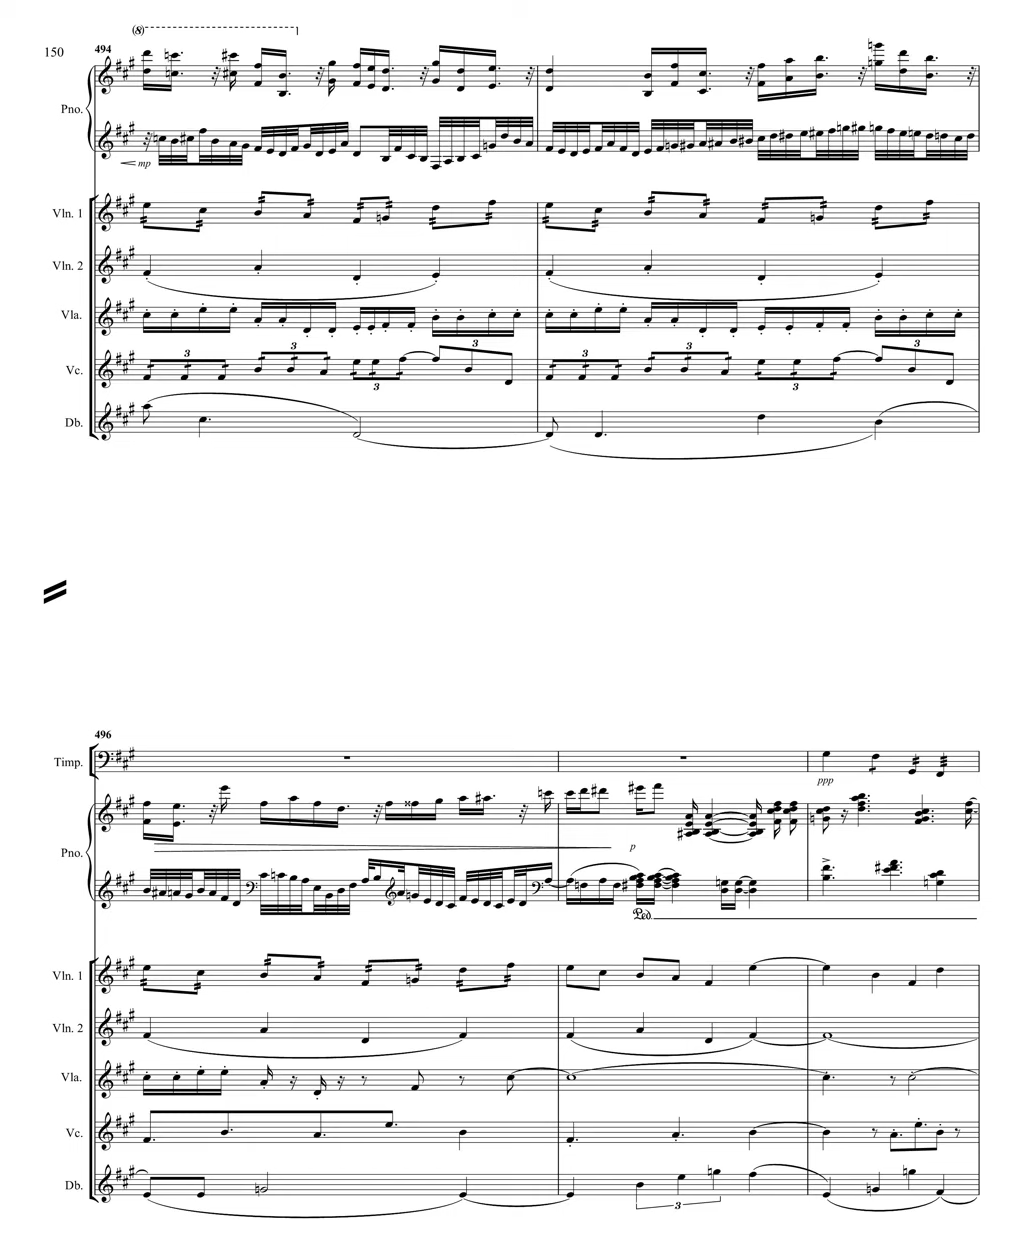 150
494
(8)
Pno.
mp
Vln. 1
Vln. 2
Vla.
3
Vc.
3 3 3 3 3 3
Db.
496
Timp.
ppp
Pno.
p
Ped.
Vln. 1
Vln. 2
Vla.
Vc.
Db.
3